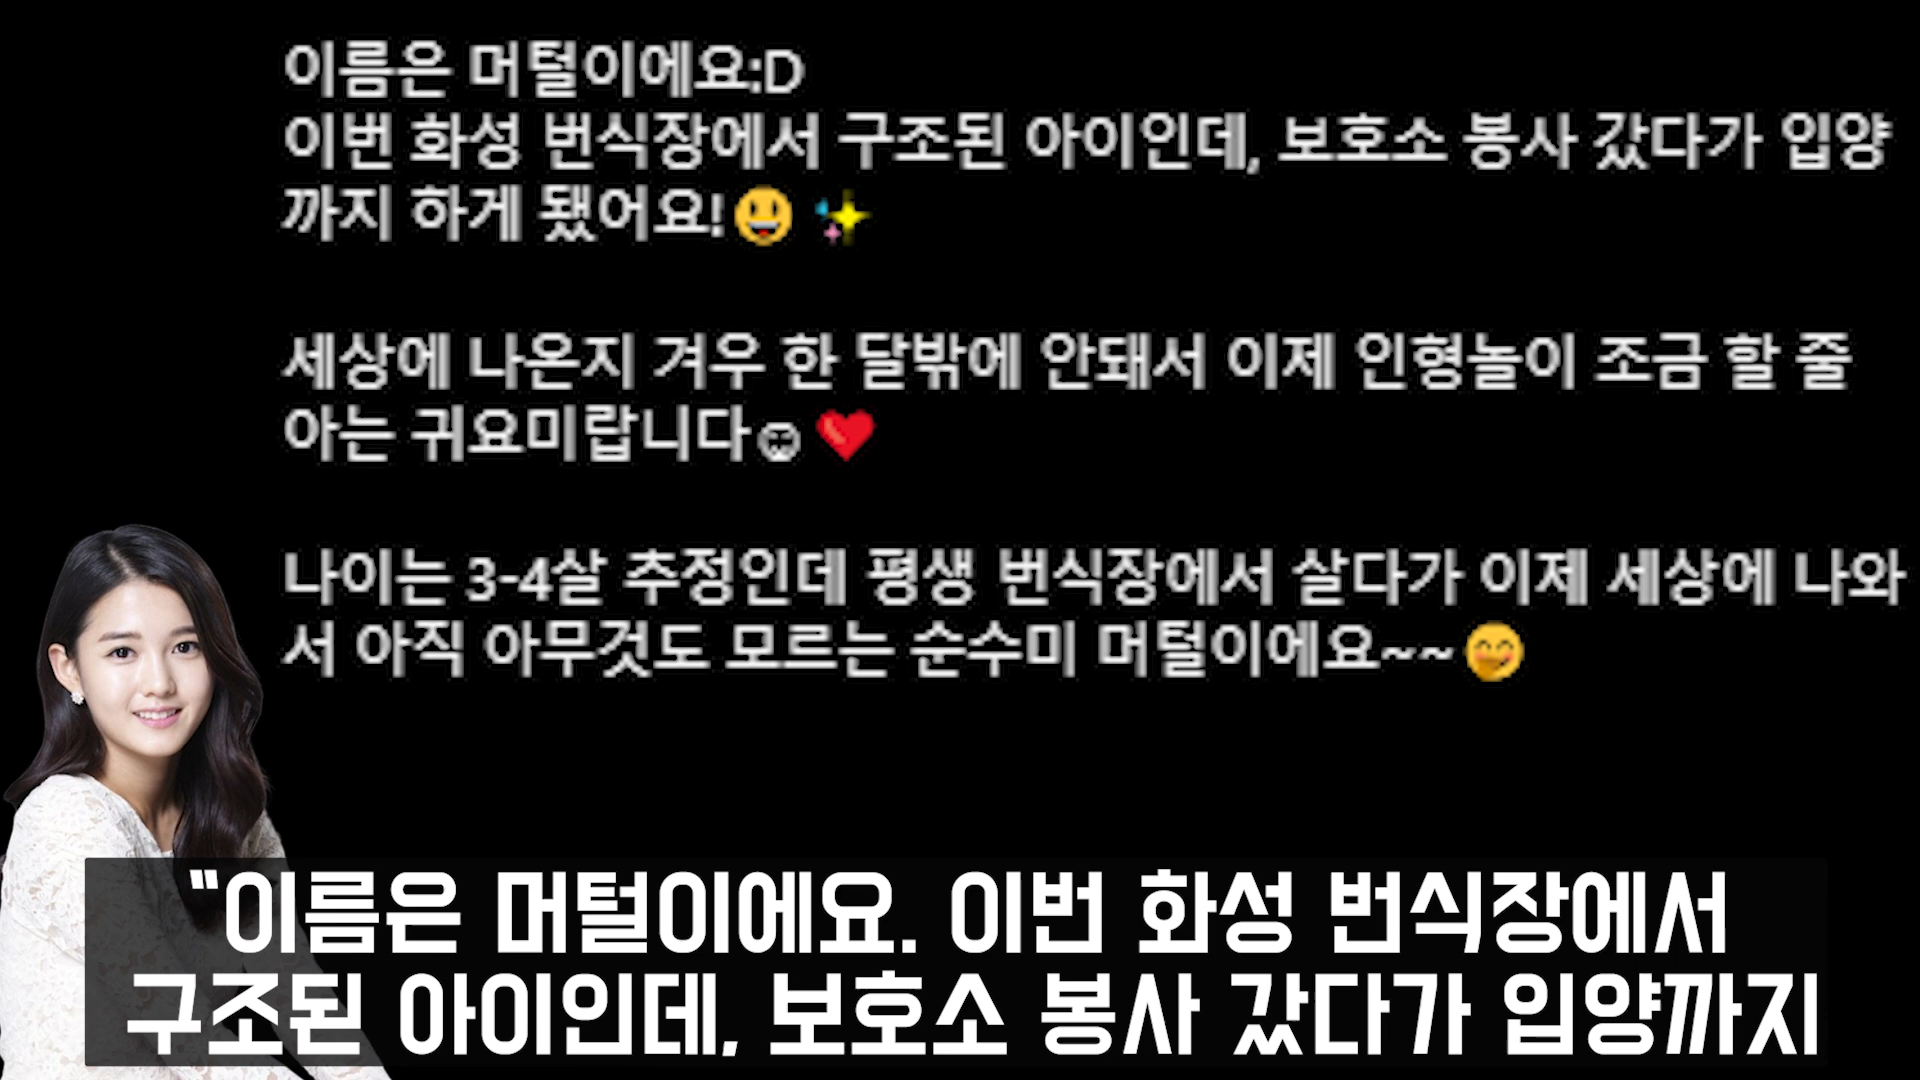 이름은 머털이에요:D
이번 화성 번식장에서 구조된 아이인데, 보호소 봉사 갔다가 입양
까지 하게 됐어요!😃 ✨
세상에 나온지 겨우 한 달밖에 안돼서 이제 인형놀이 조금 할 줄
아는 귀요미랍니다☺ ❤
나이는 3-4살 추정인데 평생 번식장에서 살다가 이제 세상에 나와
서 아직 아무것도 모르는 순수미 머털이에요~~🤭
"이름은 머털이에요. 이번 화성 번식장에서
구조된 아이인데, 보호소 봉사 갔다가 입양까지